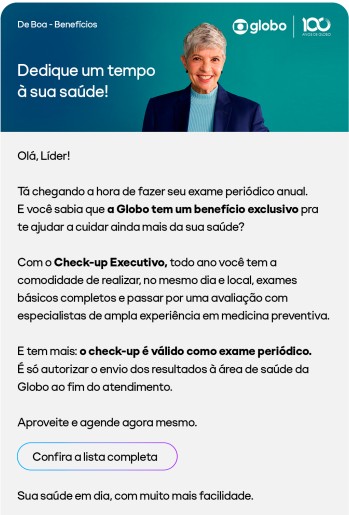 De Boa - Benefícios
globo
100
ANOS DE GLOBO
Dedique um tempo
à sua saúde!
Olá, Líder!
Tá chegando a hora de fazer seu exame periódico anual.
E você sabia que a Globo tem um benefício exclusivo pra
te ajudar a cuidar ainda mais da sua saúde?
Com o Check-up Executivo, todo ano você tem a
comodidade de realizar, no mesmo dia e local, exames
básicos completos e passar por uma avaliação com
especialistas de ampla experiência em medicina preventiva.
E tem mais: o check-up é válido como exame periódico.
É só autorizar o envio dos resultados à área de saúde da
Globo ao fim do atendimento.
Aproveite e agende agora mesmo.
Confira a lista completa
Sua saúde em dia, com muito mais facilidade.